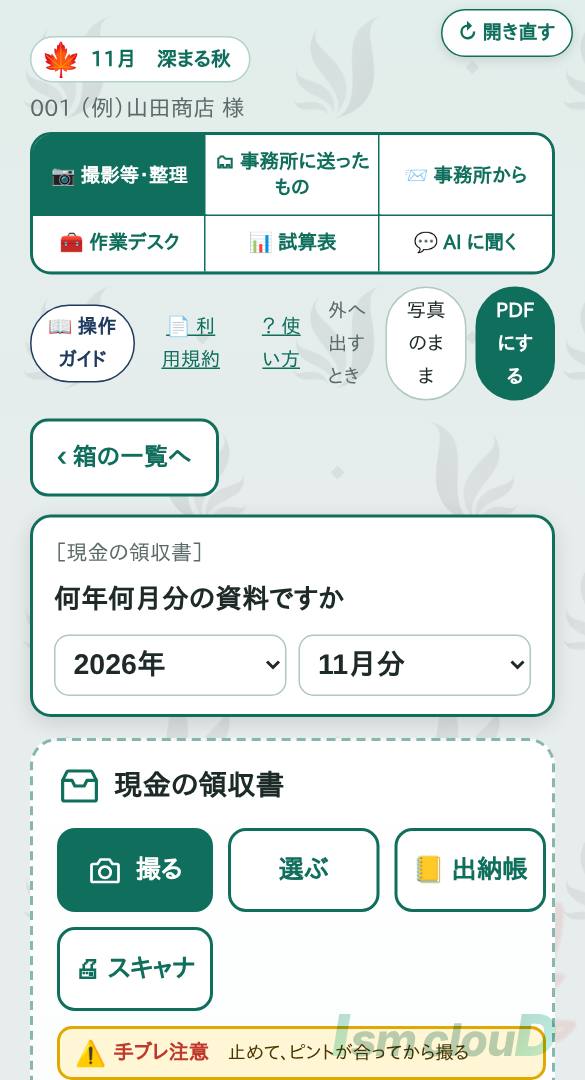 開き直す
11月 深まる秋
001 (例)山田商店 様
撮影等・整理
事務所に送った
もの
事務所から
作業デスク
試算表
AI に聞く
操作
ガイド
利
用規約
? 使
い方
外へ
出す
とき
写真
のま
ま
PDF
にす
る
‹ 箱の一覧へ
［現金の領収書］
何年何月分の資料ですか
2026年
11月分
現金の領収書
撮る
選ぶ
出納帳
スキャナ
手ブレ注意 止めて、ピントが合ってから撮る
Ism clouD